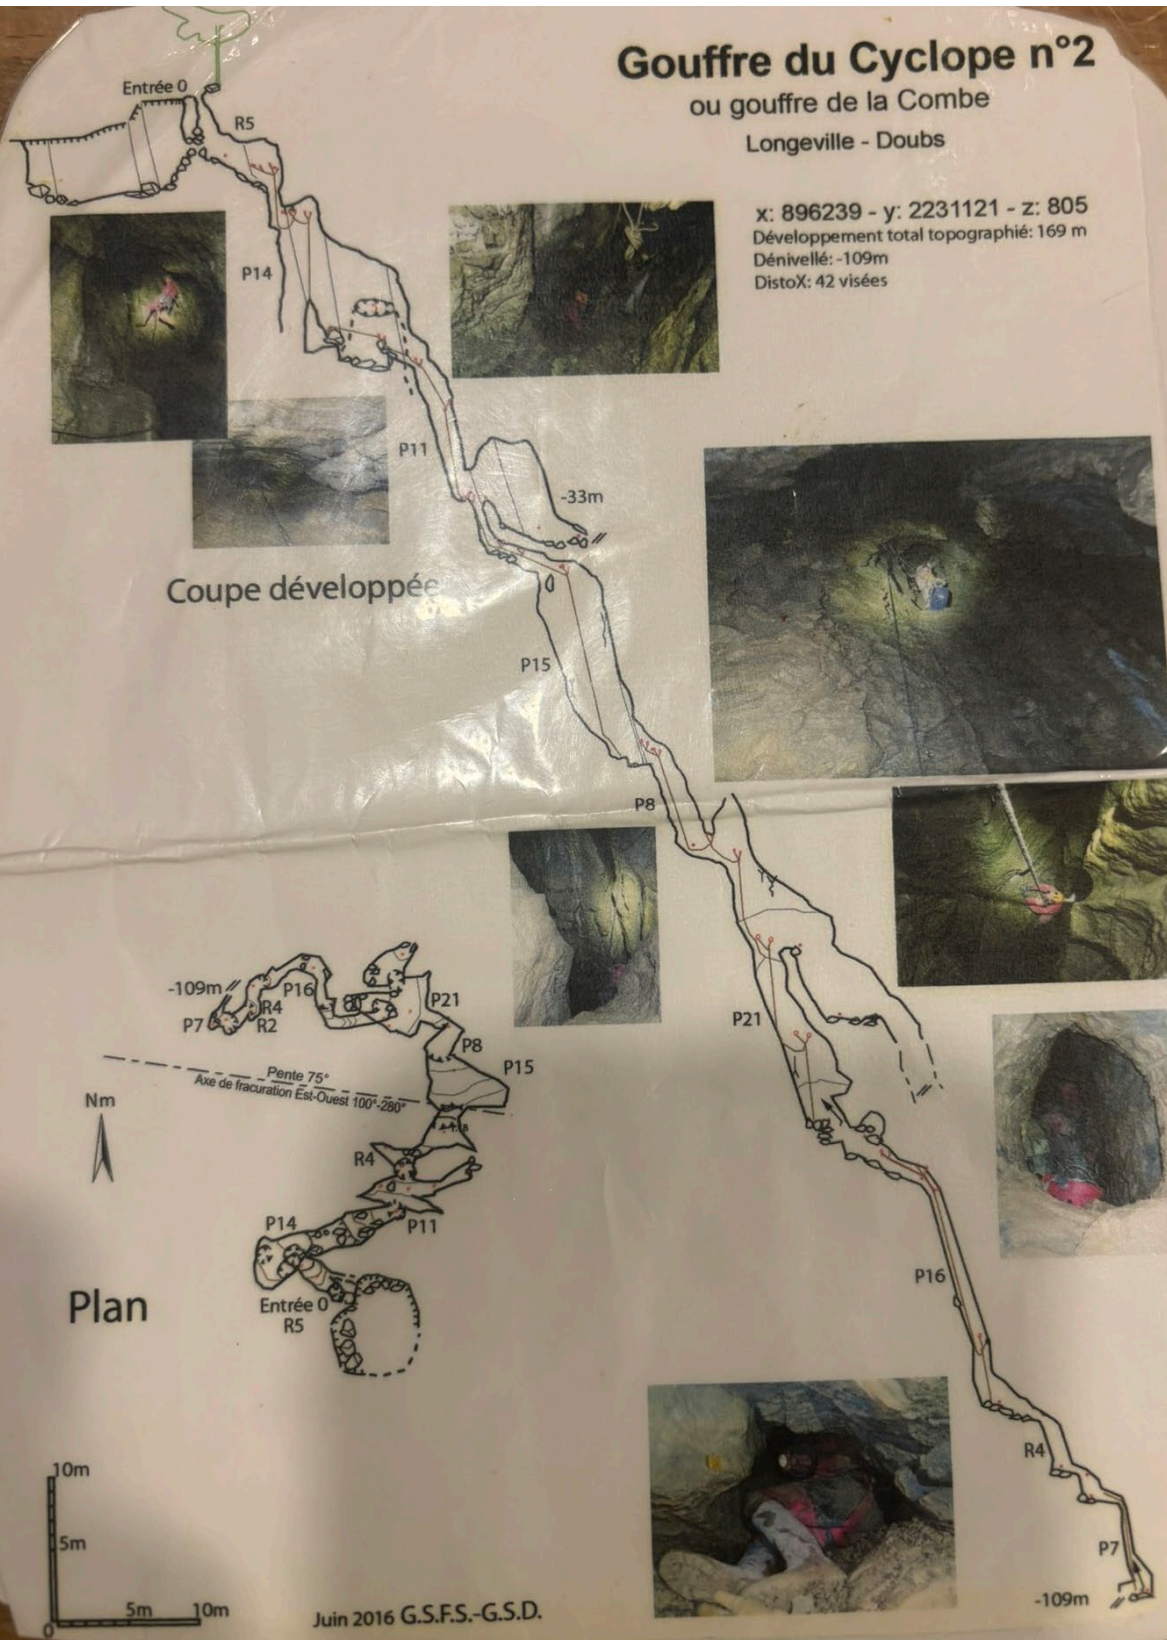 Gouffre du Cyclope n°2
ou gouffre de la Combe
Longeville - Doubs
x: 896239 - y: 2231121 - z: 805
Développement total topographié: 169 m
Dénivellé: -109m
DistoX: 42 visées
Entrée 0
R5
P14
P11
-33m
Coupe développée
P15
P8
P21
P16
R4
P7
-109m
-109m
P16
R4
R2
P7
P21
P8
P15
Pente 75°
Axe de fracuration Est-Ouest 100°-280°
Nm
R4
P14
P11
Entrée 0
R5
Plan
10m
5m
0
5m
10m
Juin 2016 G.S.F.S.-G.S.D.